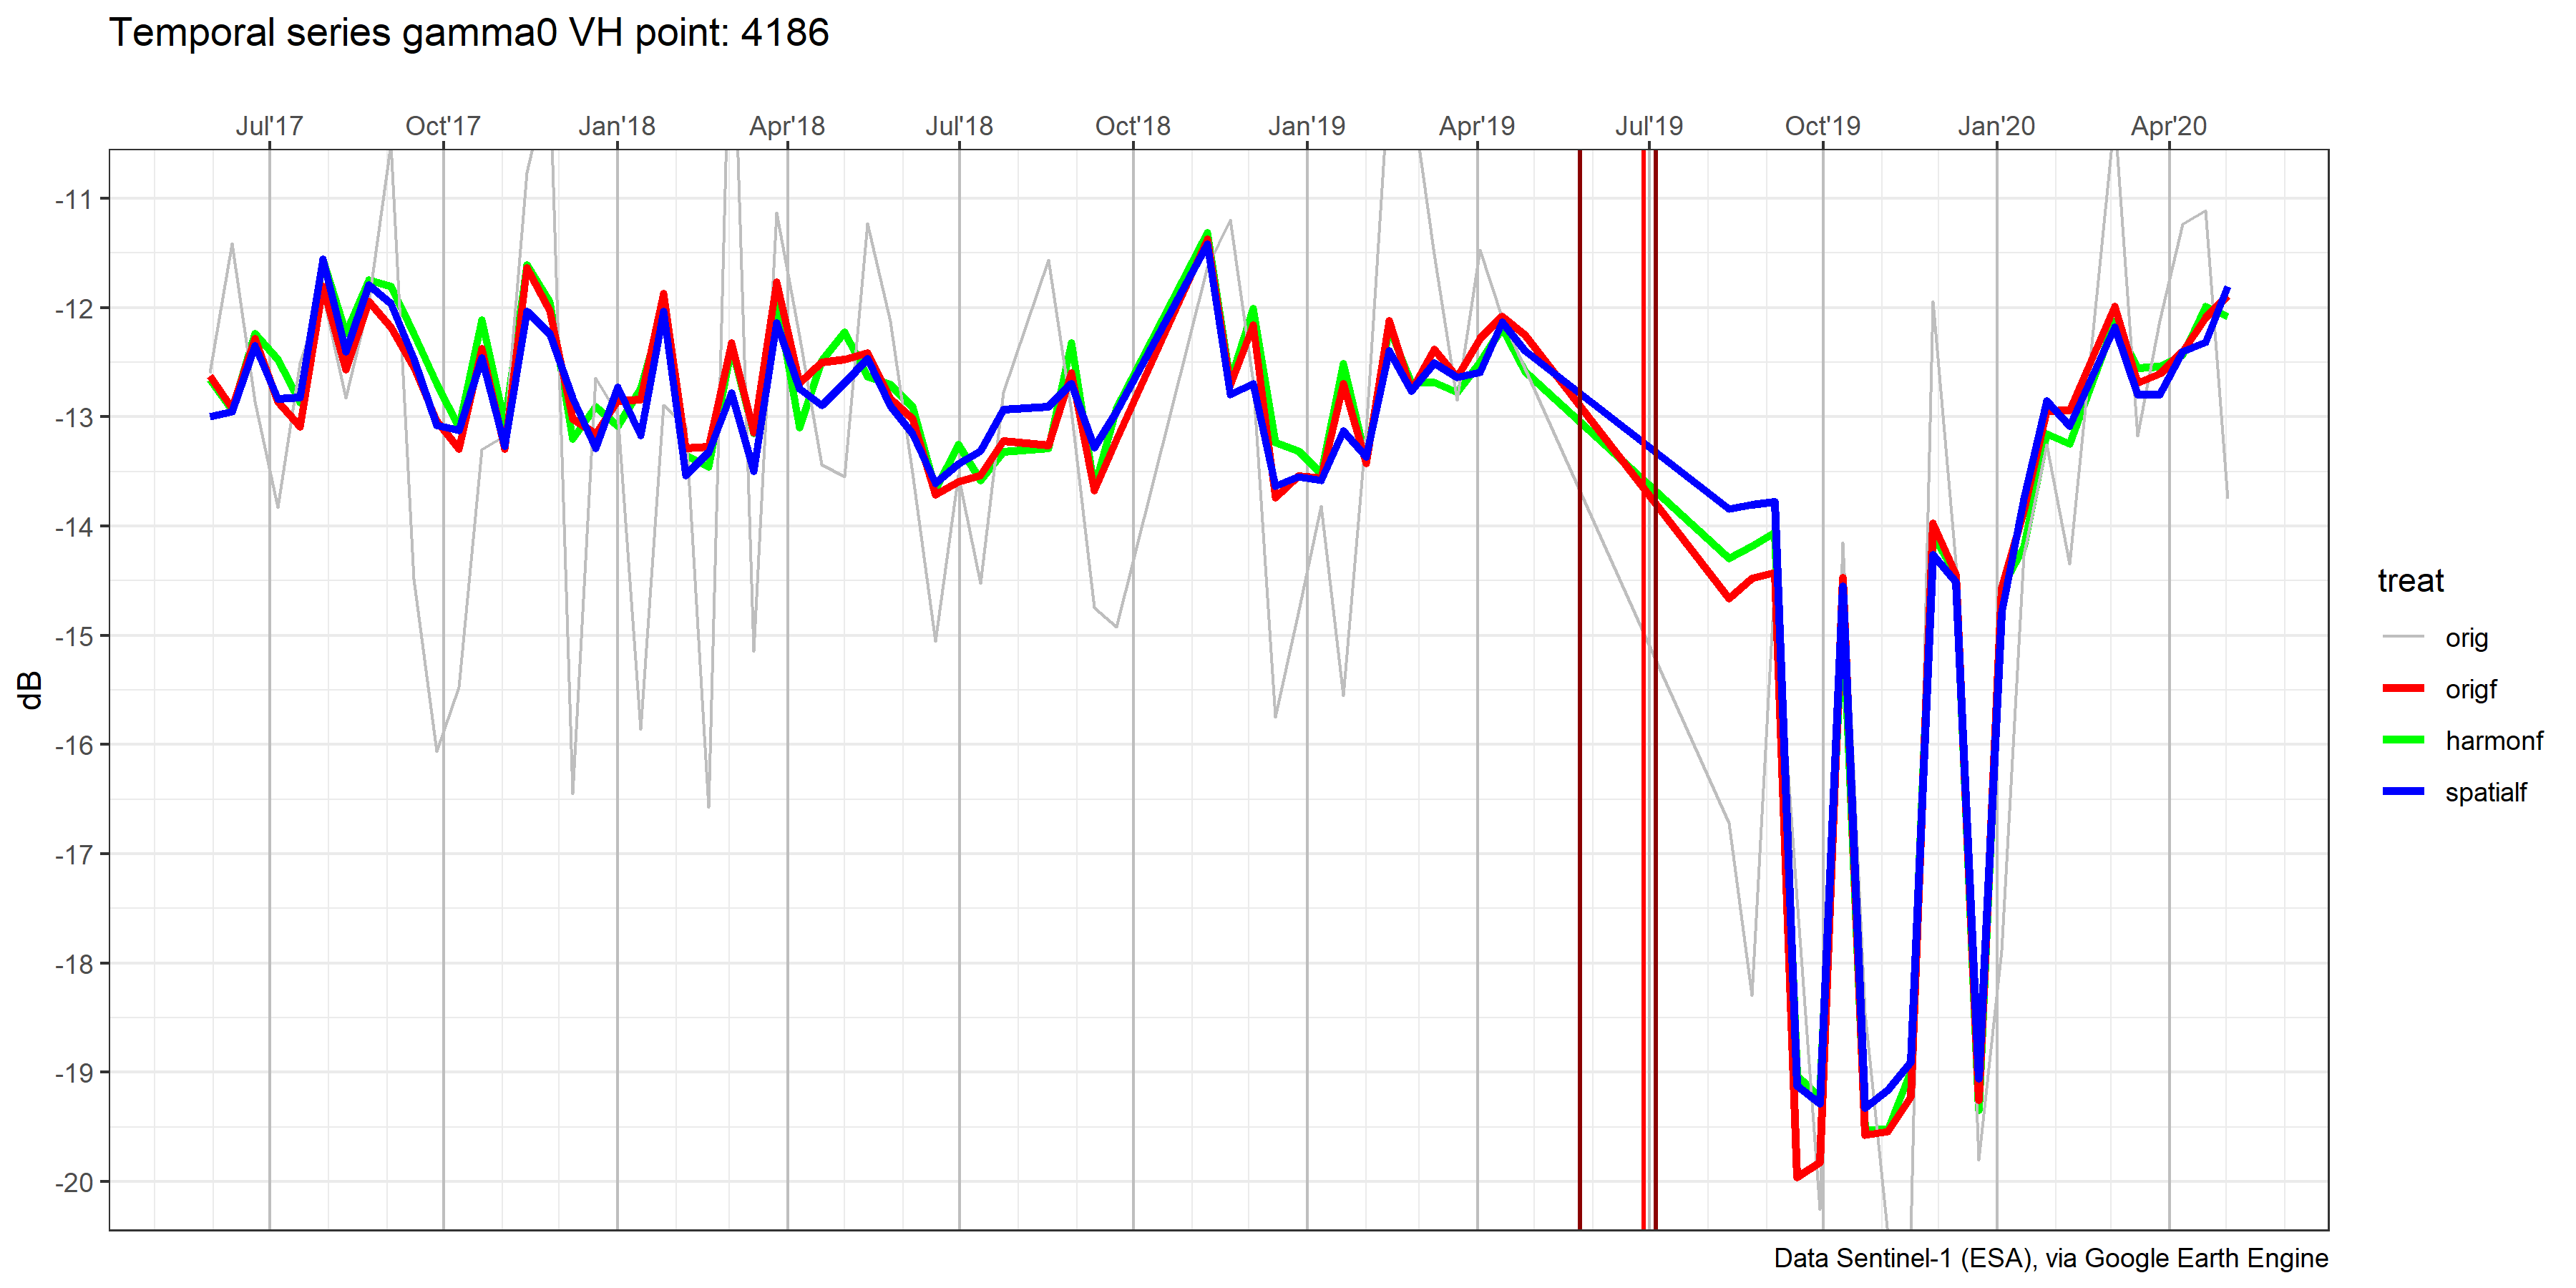 Temporal series gamma0 VH point: 4186
Jul'17 Oct'17 Jan'18 Apr'18 Jul'18 Oct'18 Jan'19 Apr'19 Jul'19 Oct'19 Jan'20 Apr'20
-11
-12
-13
-14
-15
-16
-17
-18
-19
-20
dB
treat
orig
origf
harmonf
spatialf
Data Sentinel-1 (ESA), via Google Earth Engine